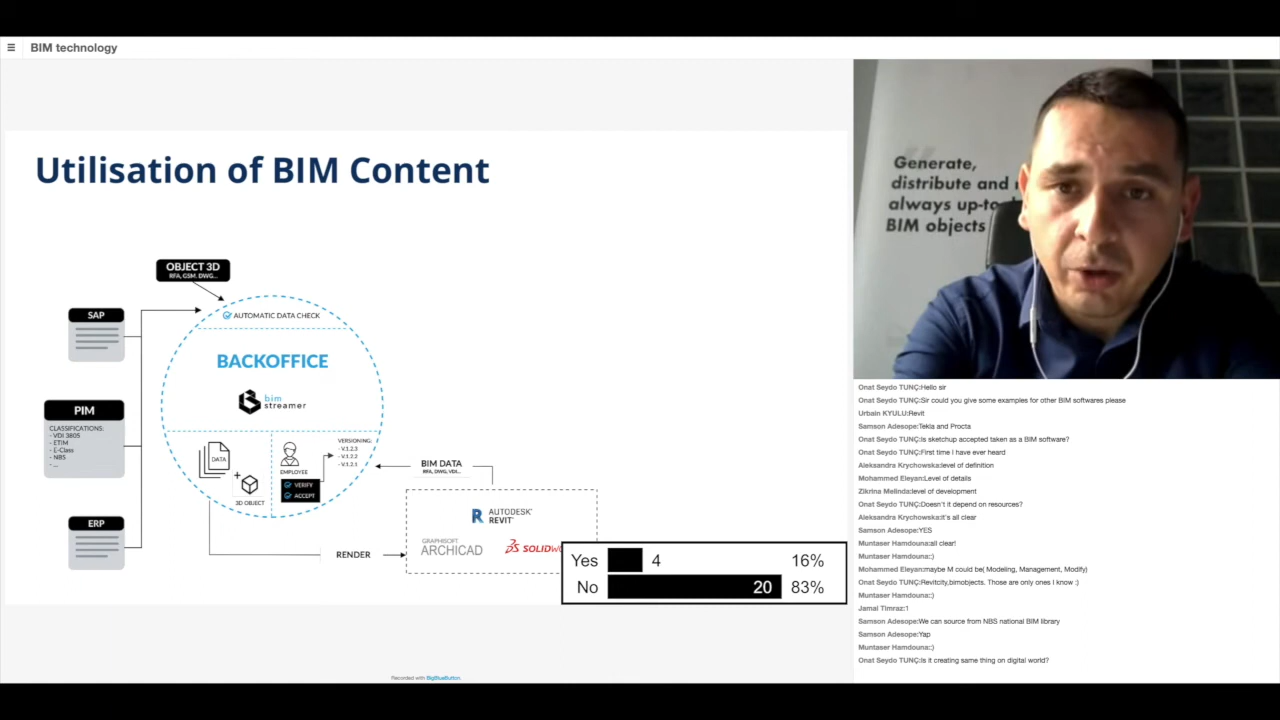 ≡ BIM technology
Utilisation of BIM Content
OBJECT 3D
RFA, GSM, DWG...
SAP
AUTOMATIC DATA CHECK
BACKOFFICE
bim
streamer
PIM
CLASSIFICATIONS:
- VDI 3805
- ETIM
- E-Class
- NBS
- ...
ERP
DATA
+
3D OBJECT
EMPLOYEE
VERIFY
ACCEPT
VERSIONING:
- V.1.2.3
- V.1.2.2
- V.1.2.1
BIM DATA
RFA, DWG, VDI...
R AUTODESK
REVIT
GRAPHISOFT
ARCHICAD
SOLIDW
RENDER
Yes 4 16%
No 20 83%
Recorded with BigBlueButton.
Generate,
distribute and
always up-to
BIM objects
Onat Seydo TUNÇ:Hello sir
Onat Seydo TUNÇ:Sir could you give some examples for other BIM softwares please
Urbain KYULU:Revit
Samson Adesope:Tekla and Procta
Onat Seydo TUNÇ:Is sketchup accepted taken as a BIM software?
Onat Seydo TUNÇ:First time I have ever heard
Aleksandra Krychowska:level of definition
Mohammed Eleyan:Level of details
Zikrina Melinda:level of development
Onat Seydo TUNÇ:Doesn't it depend on resources?
Aleksandra Krychowska:it's all clear
Samson Adesope:YES
Muntaser Hamdouna:all clear!
Muntaser Hamdouna::)
Mohammed Eleyan:maybe M could be( Modeling, Management, Modify)
Onat Seydo TUNÇ:Revitcity,bimobjects. Those are only ones I know :)
Muntaser Hamdouna::)
Jamal Timraz:1
Samson Adesope:We can source from NBS national BIM library
Samson Adesope:Yap
Muntaser Hamdouna::)
Onat Seydo TUNÇ:Is it creating same thing on digital world?